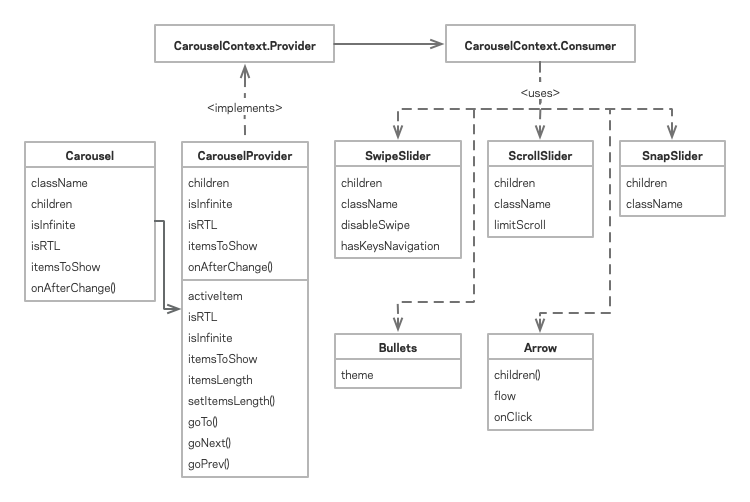 CarouselContext.Provider
CarouselContext.Consumer
<implements>
<uses>
Carousel
className
children
isInfinite
isRTL
itemsToShow
onAfterChange()
CarouselProvider
children
isInfinite
isRTL
itemsToShow
onAfterChange()
activeItem
isRTL
isInfinite
itemsToShow
itemsLength
setItemsLength()
goTo()
goNext()
goPrev()
SwipeSlider
children
className
disableSwipe
hasKeysNavigation
ScrollSlider
children
className
limitScroll
SnapSlider
children
className
Bullets
theme
Arrow
children()
flow
onClick